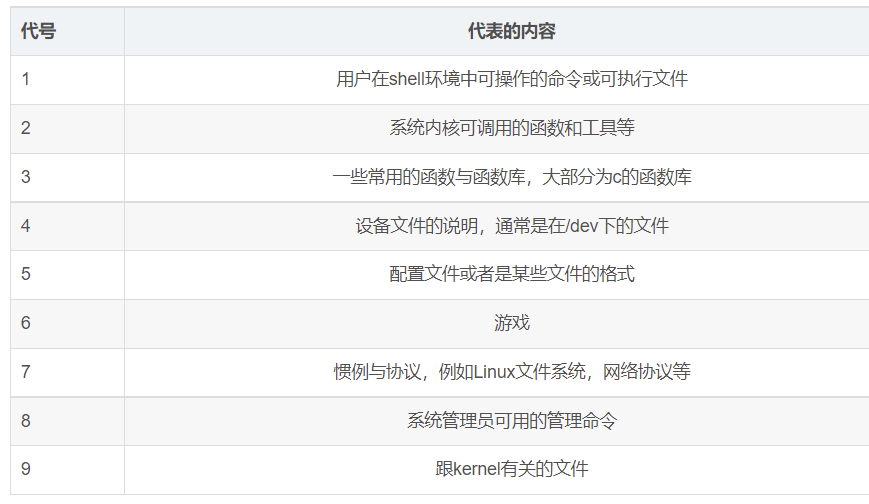 代号 代表的内容
1 用户在shell环境中可操作的命令或可执行文件
2 系统内核可调用的函数和工具等
3 一些常用的函数与函数库，大部分为c的函数库
4 设备文件的说明，通常是在/dev下的文件
5 配置文件或者是某些文件的格式
6 游戏
7 惯例与协议，例如Linux文件系统，网络协议等
8 系统管理员可用的管理命令
9 跟kernel有关的文件